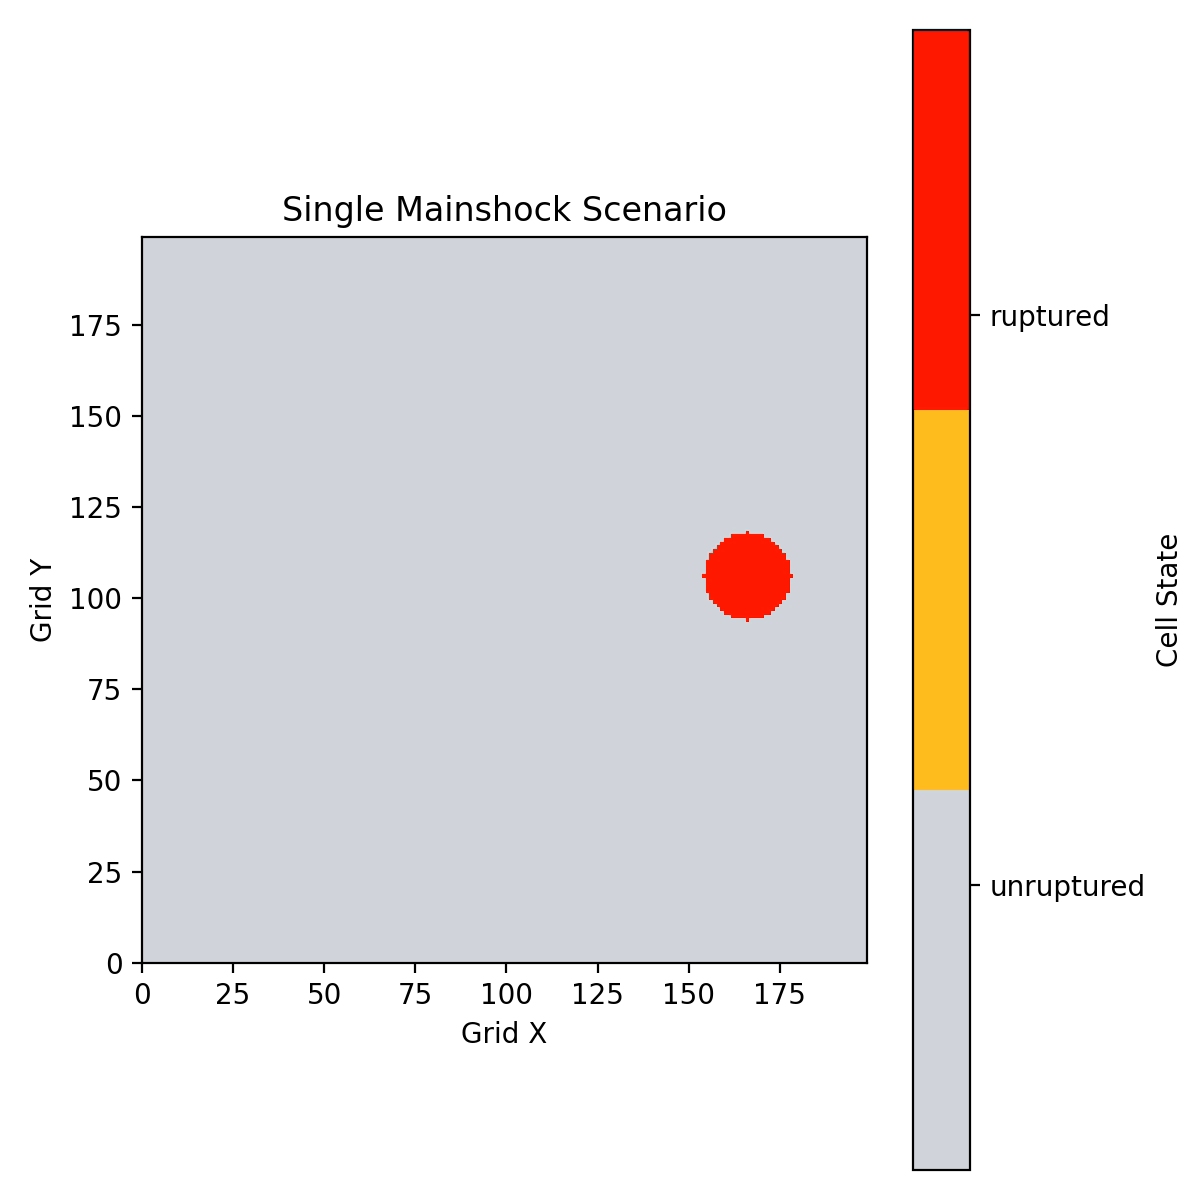 Single Mainshock Scenario
175
150
125
100
75
50
25
0
0 25 50 75 100 125 150 175
Grid X
Grid Y
ruptured
unruptured
Cell State